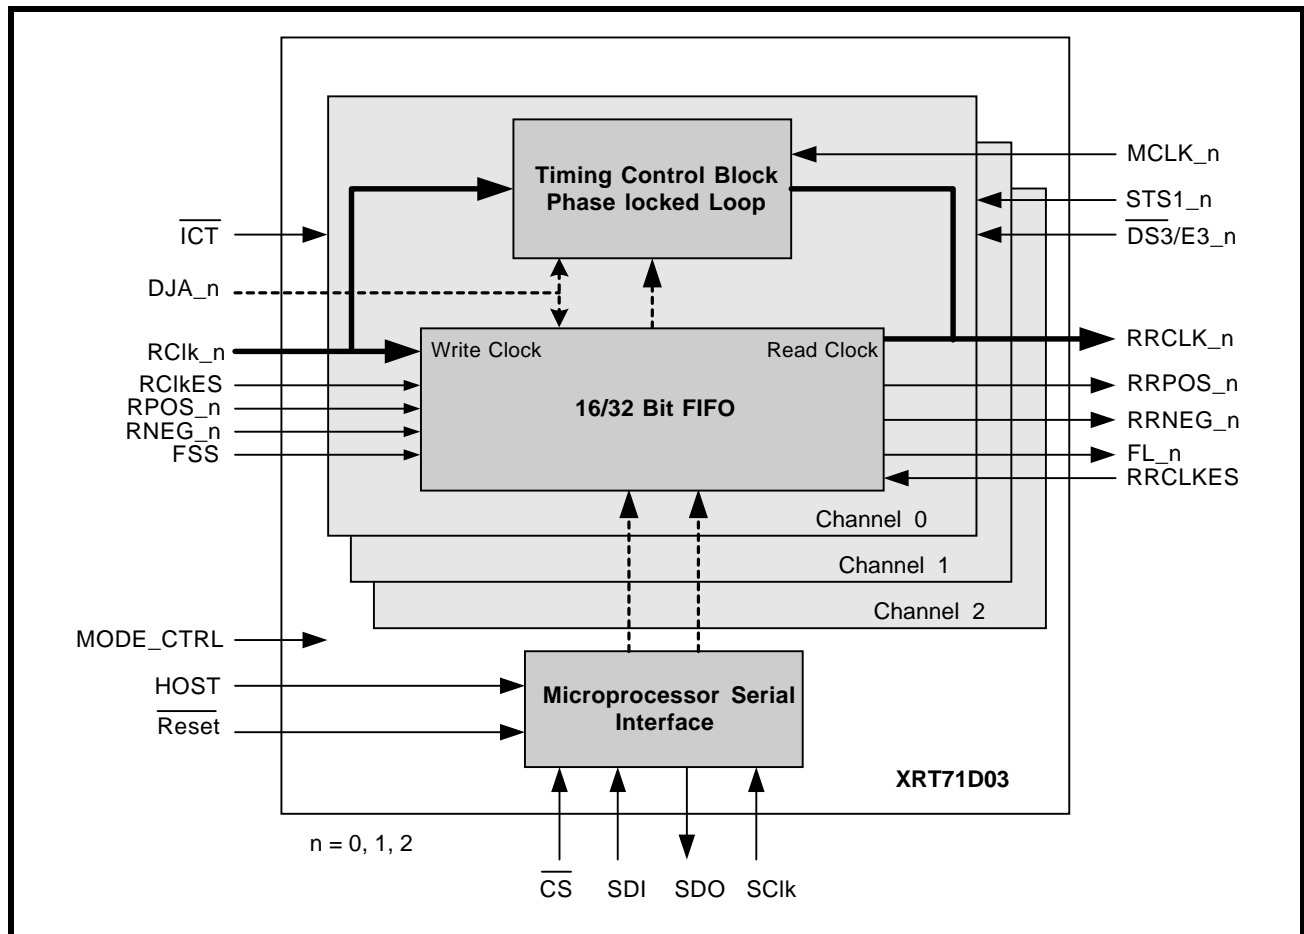 Timing Control Block
Phase locked Loop
MCLK_n
STS1_n
DS3/E3_n
ICT
DJA_n
RClk_n
RClkES
RPOS_n
RNEG_n
FSS
Write Clock
Read Clock
16/32 Bit FIFO
RRCLK_n
RRPOS_n
RRNEG_n
FL_n
RRCLKES
Channel 0
Channel 1
Channel 2
MODE_CTRL
HOST
Reset
Microprocessor Serial
Interface
XRT71D03
n = 0, 1, 2
CS
SDI
SDO
SClk